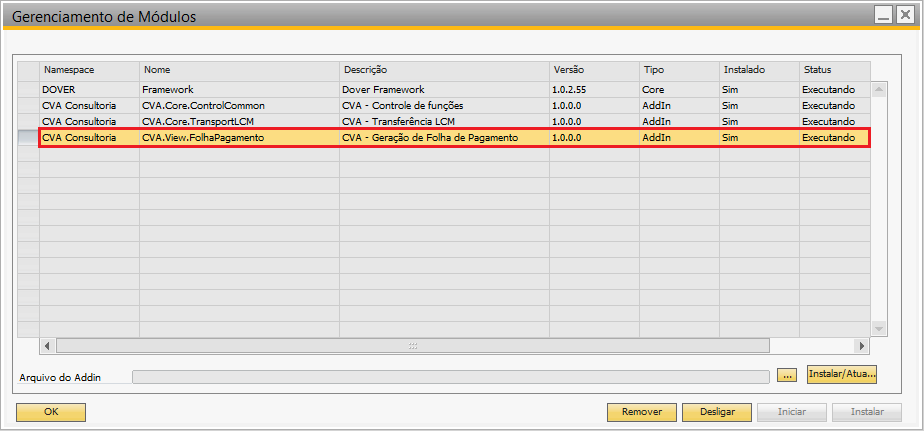 Gerenciamento de Módulos
Namespace Nome Descrição Versão Tipo Instalado Status
DOVER Framework Dover Framework 1.0.2.55 Core Sim Executando
CVA Consultoria CVA.Core.ControlCommon CVA - Controle de funções 1.0.0.0 AddIn Sim Executando
CVA Consultoria CVA.Core.TransportLCM CVA - Transferência LCM 1.0.0.0 AddIn Sim Executando
CVA Consultoria CVA.View.FolhaPagamento CVA - Geração de Folha de Pagamento 1.0.0.0 AddIn Sim Executando
Arquivo do Addin ... Instalar/Atua...
OK Remover Desligar Iniciar Instalar